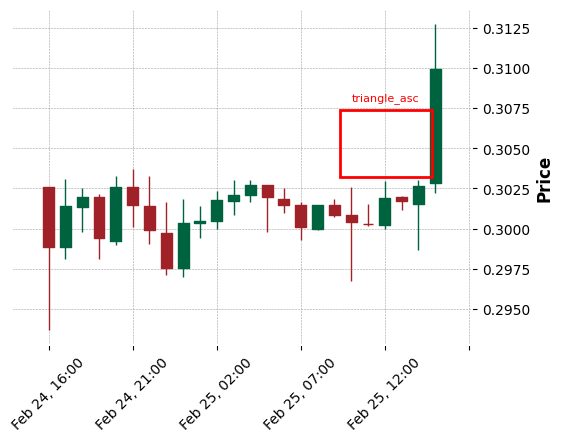 triangle_asc
0.3125
0.3100
0.3075
0.3050
0.3025
0.3000
0.2975
0.2950
Price
Feb 24, 16:00
Feb 24, 21:00
Feb 25, 02:00
Feb 25, 07:00
Feb 25, 12:00